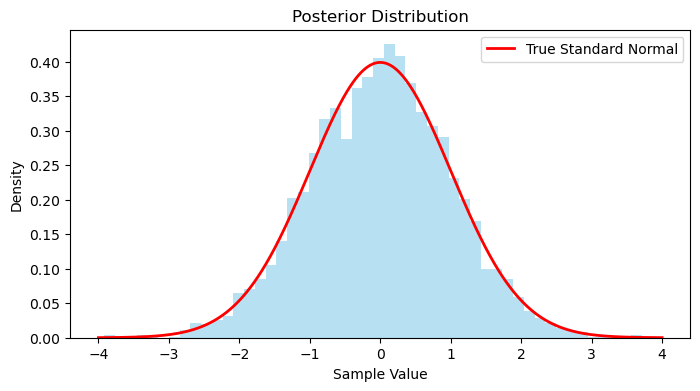 Posterior Distribution
True Standard Normal
0.40
0.35
0.30
0.25
0.20
0.15
0.10
0.05
0.00
Density
−4 −3 −2 −1 0 1 2 3 4
Sample Value